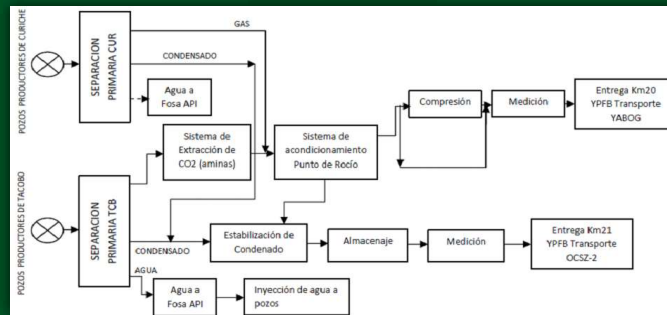 POZOS PRODUCTORES DE CURICHE
SEPARACION
PRIMARIA CUR
GAS
CONDENSADO
Agua a
Fosa API
Sistema de
Extracción de
CO2 (aminas)
Sistema de
acondicionamiento
Punto de Rocío
Compresión
Medición
Entrega Km20
YPFB Transporte
YABOG
POZOS PRODUCTORES DE TACOBO
SEPARACION
PRIMARIA TCB
CONDENSADO
Estabilización de
Condenado
Almacenaje
Medición
Entrega Km21
YPFB Transporte
OCSZ-2
AGUA
Agua a
Fosa API
Inyección de agua a
pozos